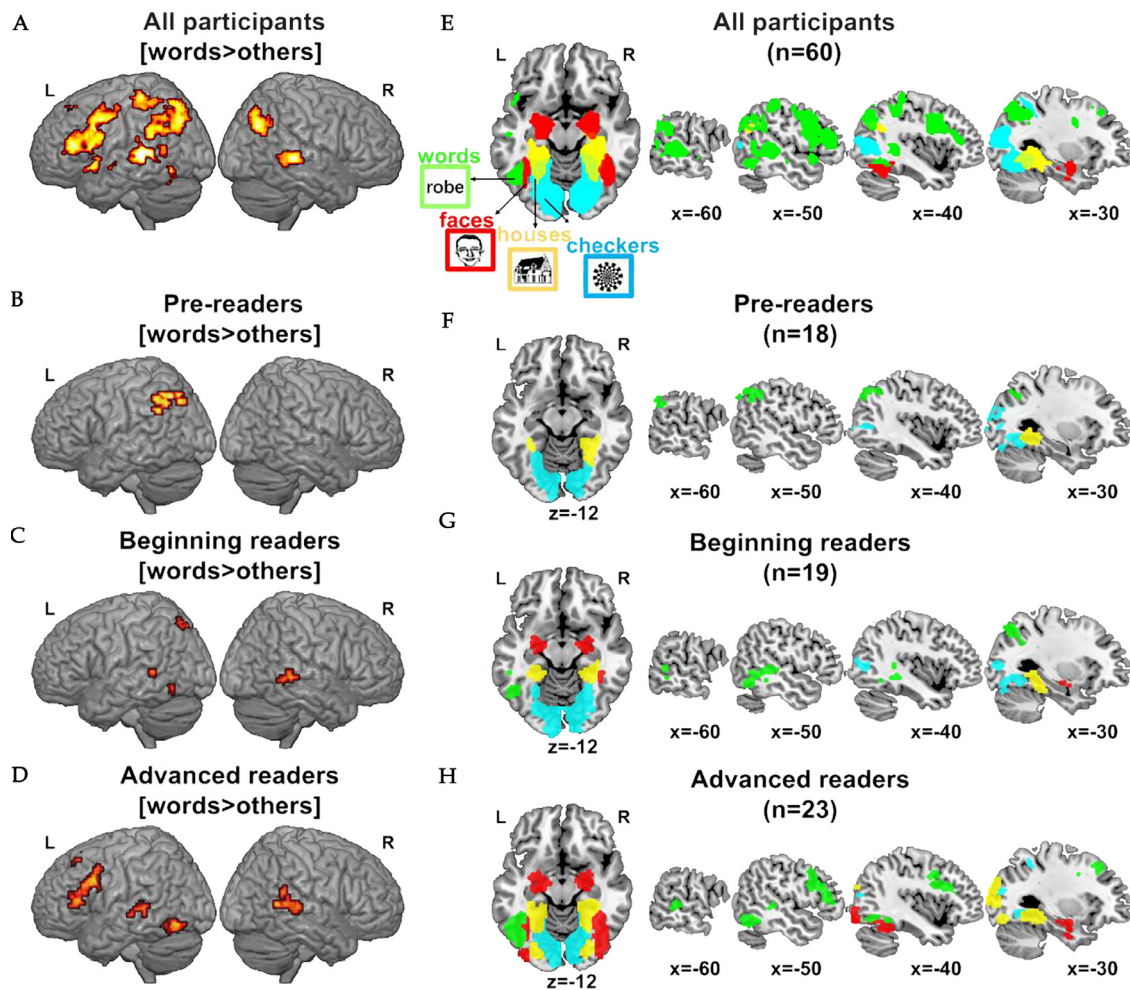 A
All participants
[words>others]
L
R
E
All participants
(n=60)
L
R
words
robe
faces
houses
checkers
x=-60
x=-50
x=-40
x=-30
B
Pre-readers
[words>others]
L
R
F
Pre-readers
(n=18)
L
R
z=-12
x=-60
x=-50
x=-40
x=-30
C
Beginning readers
[words>others]
L
R
G
Beginning readers
(n=19)
L
R
z=-12
x=-60
x=-50
x=-40
x=-30
D
Advanced readers
[words>others]
L
R
H
Advanced readers
(n=23)
L
R
z=-12
x=-60
x=-50
x=-40
x=-30